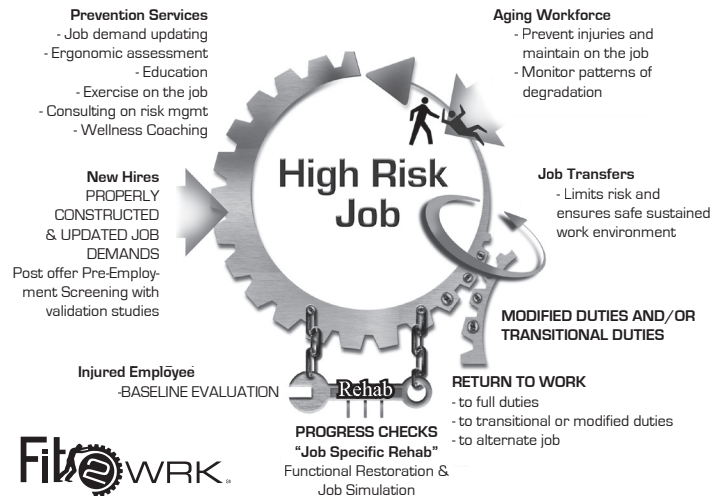 Prevention Services
- Job demand updating
- Ergonomic assessment
- Education
- Exercise on the job
- Consulting on risk mgmt
- Wellness Coaching
Aging Workforce
- Prevent injuries and
maintain on the job
- Monitor patterns of
degradation
High Risk
Job
New Hires
PROPERLY
CONSTRUCTED
& UPDATED JOB
DEMANDS
Post offer Pre-Employ-
ment Screening with
validation studies
Job Transfers
- Limits risk and
ensures safe sustained
work environment
MODIFIED DUTIES AND/OR
TRANSITIONAL DUTIES
Injured Employee
-BASELINE EVALUATION
Rehab
RETURN TO WORK
- to full duties
- to transitional or modified duties
- to alternate job
PROGRESS CHECKS
“Job Specific Rehab”
Functional Restoration &
Job Simulation
Fit2WRK